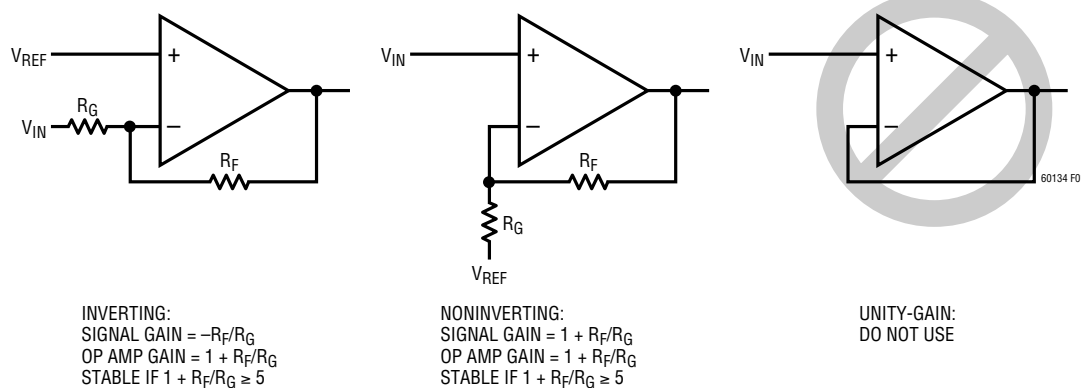 VREF
+
RG
VIN
−
RF
INVERTING:
SIGNAL GAIN = –RF/RG
OP AMP GAIN = 1 + RF/RG
STABLE IF 1 + RF/RG ≥ 5
VIN
+
−
RF
RG
VREF
NONINVERTING:
SIGNAL GAIN = 1 + RF/RG
OP AMP GAIN = 1 + RF/RG
STABLE IF 1 + RF/RG ≥ 5
VIN
+
−
60134 F0
UNITY-GAIN:
DO NOT USE